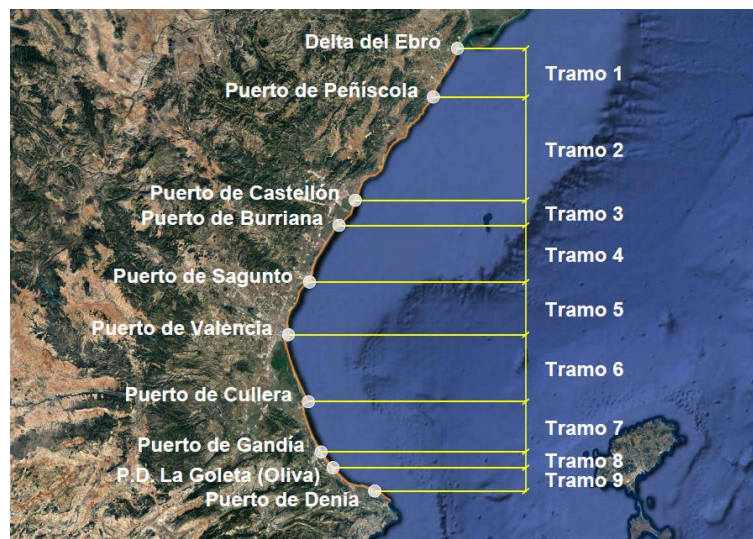 Delta del Ebro
Tramo 1
Puerto de Peñíscola
Tramo 2
Puerto de Castellón
Tramo 3
Puerto de Burriana
Tramo 4
Puerto de Sagunto
Tramo 5
Puerto de València
Tramo 6
Puerto de Cullera
Tramo 7
Puerto de Gandía
Tramo 8
P.D. La Goleta (Oliva)
Tramo 9
Puerto de Denia